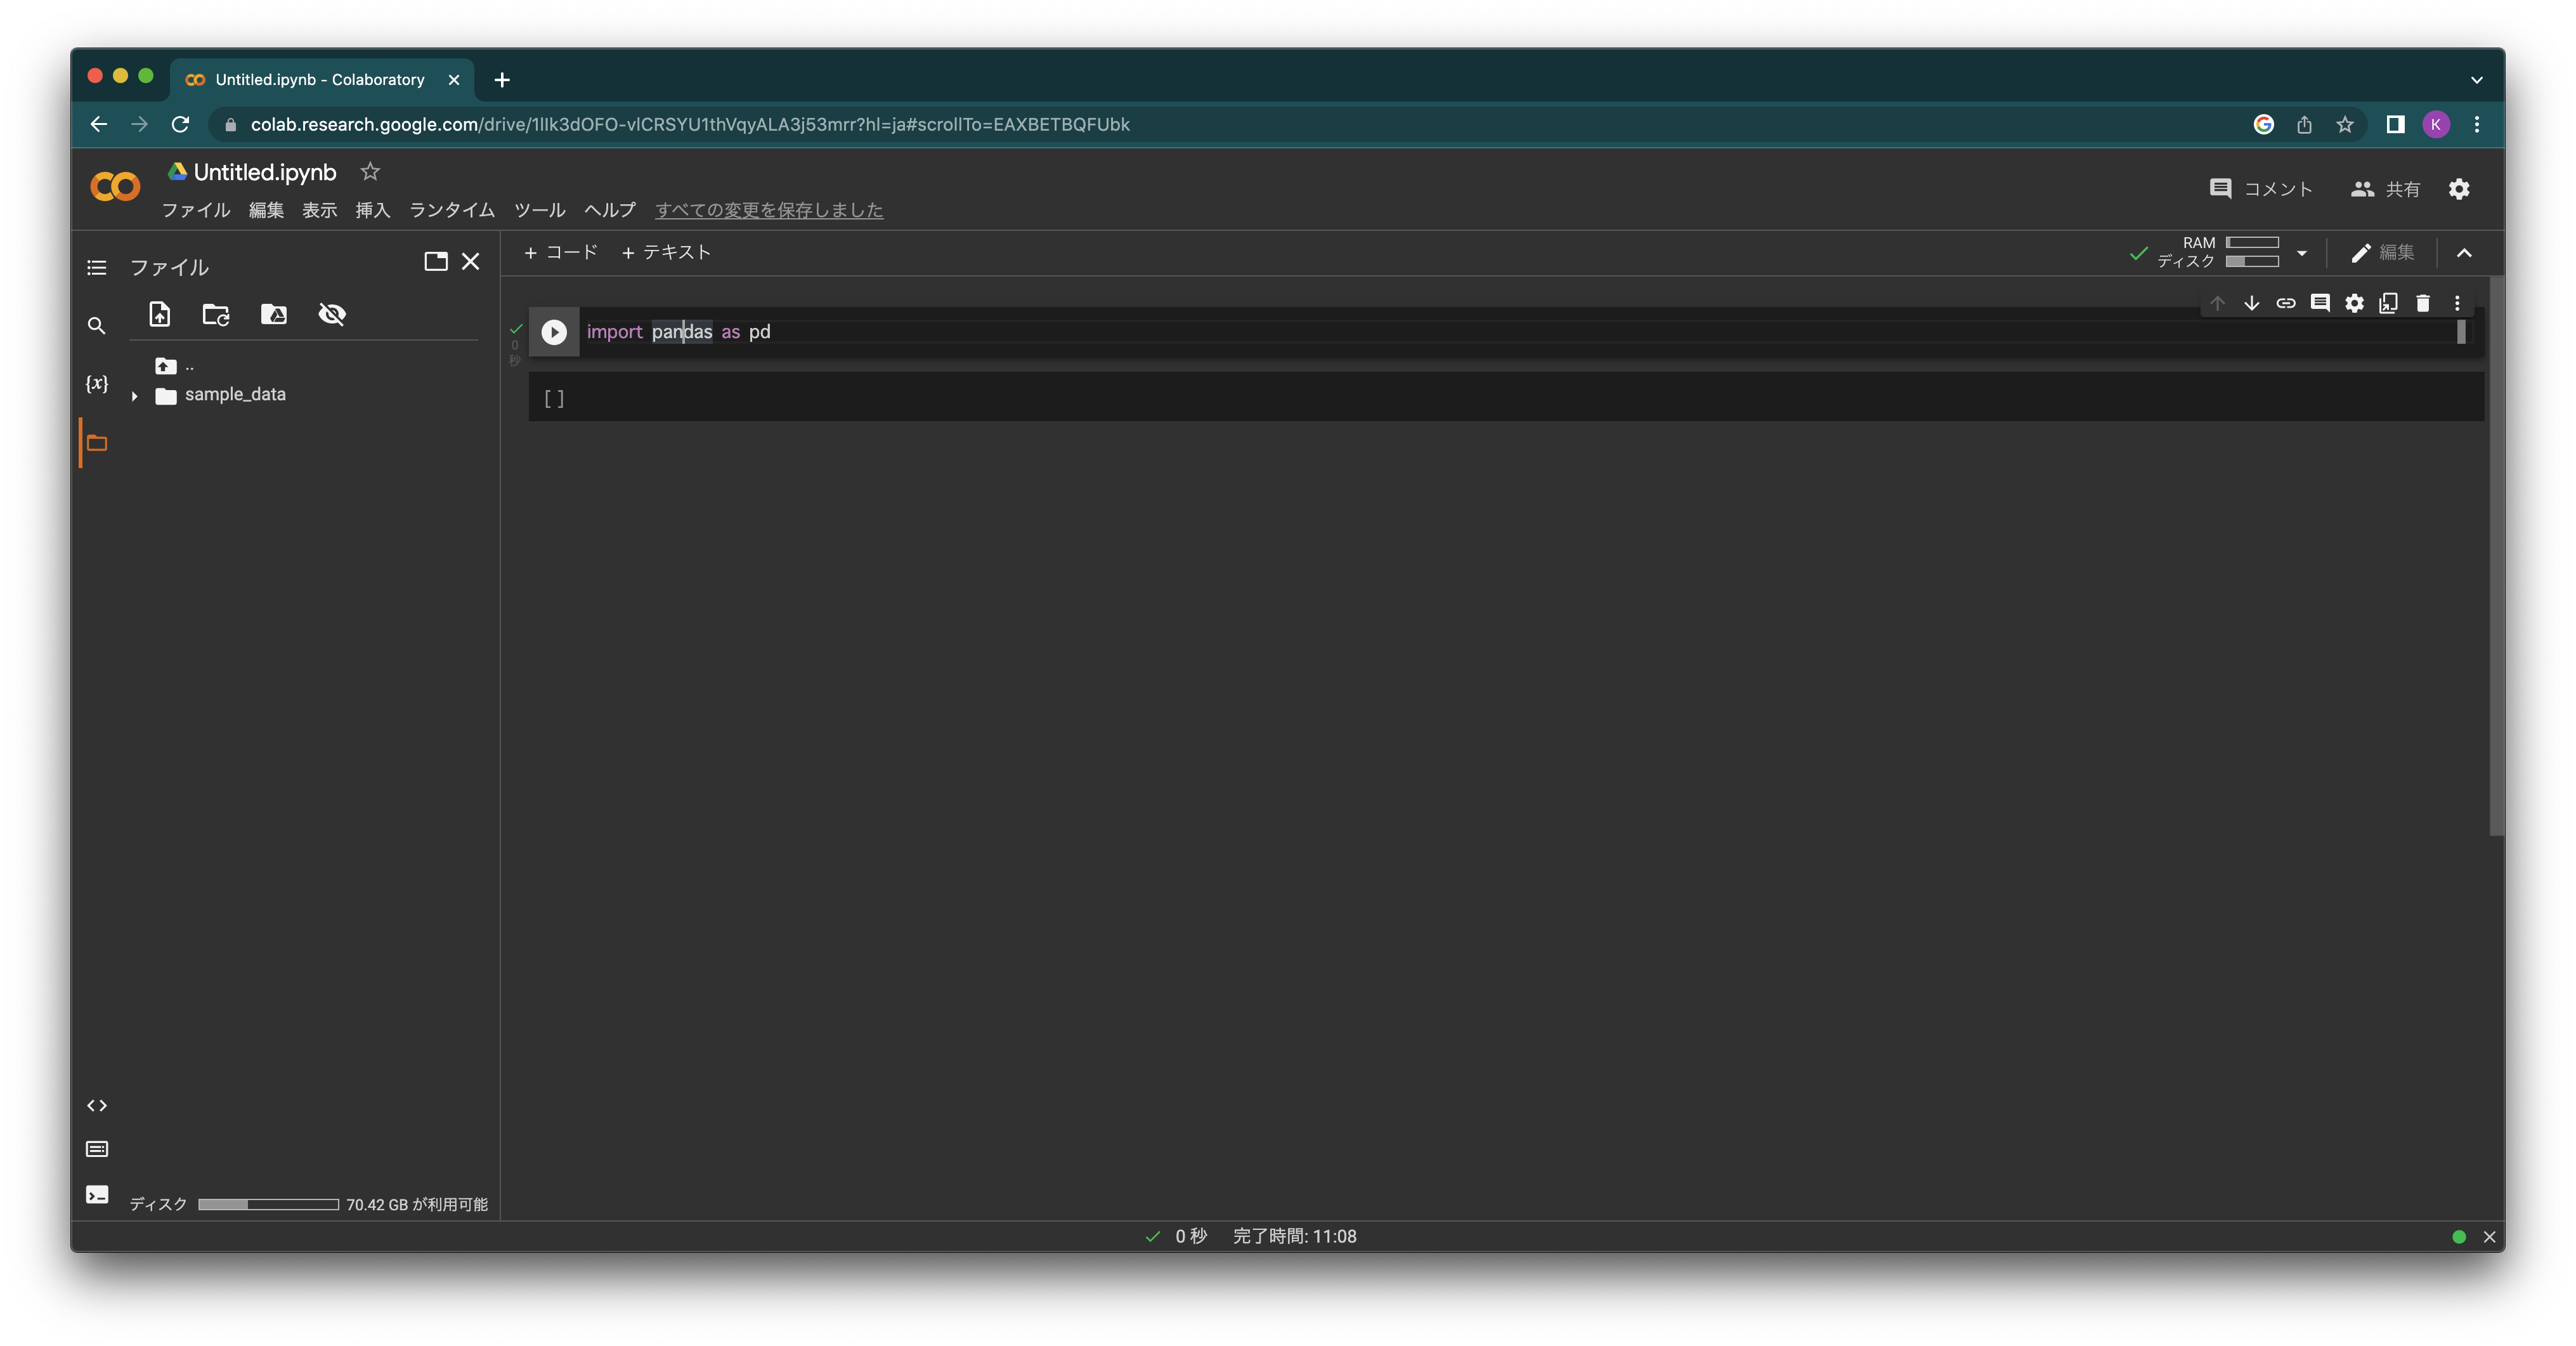 Untitled.ipynb - Colaboratory
colab.research.google.com/drive/1lIk3dOFO-vlCRSYU1thVqyALA3j53mrr?hl=ja#scrollTo=EAXBETBQFUbk
K
Untitled.ipynb
ファイル 編集 表示 挿入 ランタイム ツール ヘルプ すべての変更を保存しました
コメント 共有
ファイル
+ コード + テキスト
RAM
ディスク
編集
..
sample_data
{x}
0
秒
import pandas as pd
[ ]
ディスク 70.42 GB が利用可能
0 秒 完了時間: 11:08